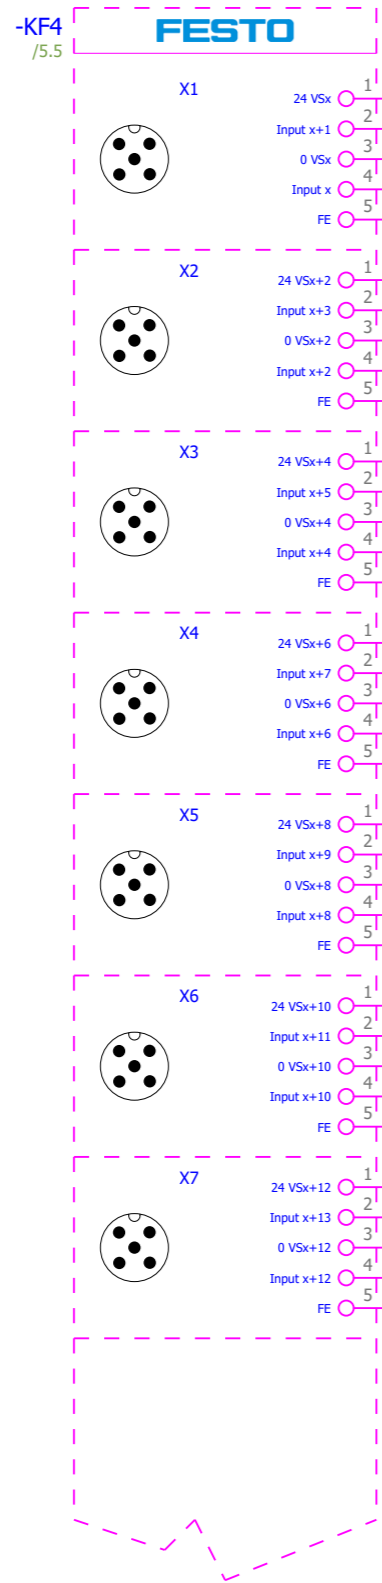 -KF4
FESTO
/5.5
X1
24 VSx 1
Input x+1 2
0 VSx 3
Input x 4
FE 5
X2
24 VSx+2 1
Input x+3 2
0 VSx+2 3
Input x+2 4
FE 5
X3
24 VSx+4 1
Input x+5 2
0 VSx+4 3
Input x+4 4
FE 5
X4
24 VSx+6 1
Input x+7 2
0 VSx+6 3
Input x+6 4
FE 5
X5
24 VSx+8 1
Input x+9 2
0 VSx+8 3
Input x+8 4
FE 5
X6
24 VSx+10 1
Input x+11 2
0 VSx+10 3
Input x+10 4
FE 5
X7
24 VSx+12 1
Input x+13 2
0 VSx+12 3
Input x+12 4
FE 5